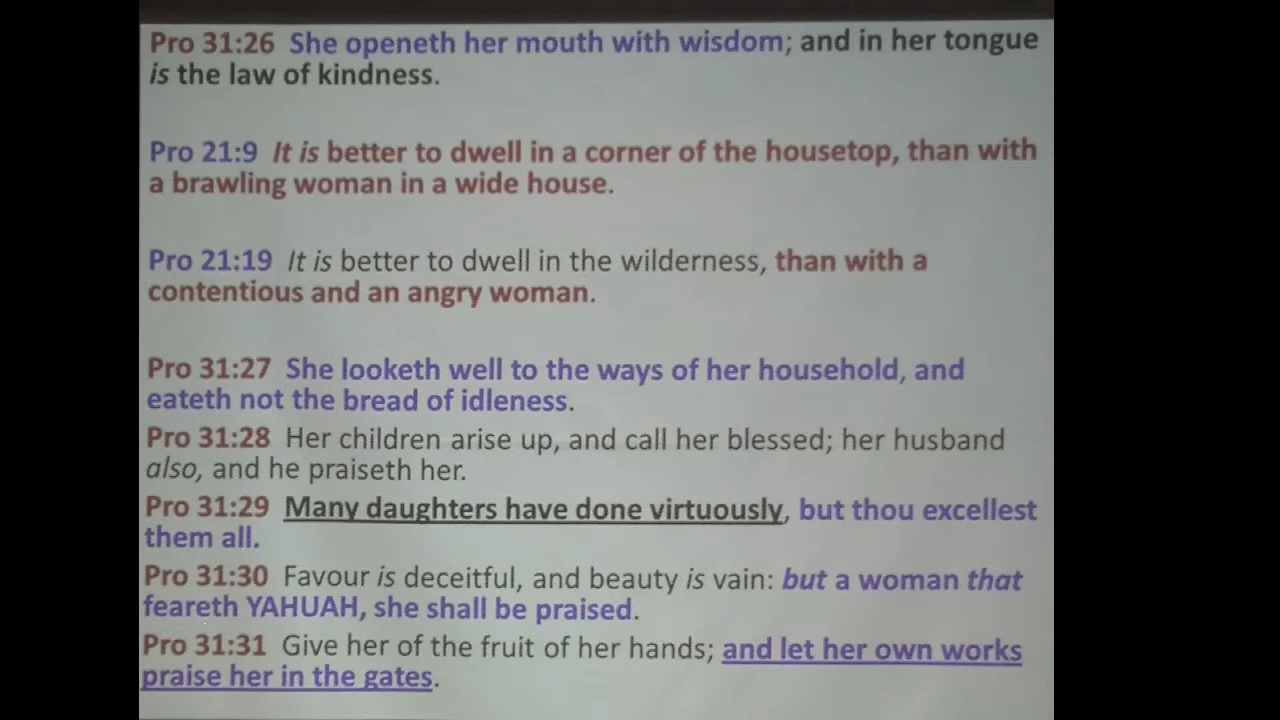 Pro 31:26 She openeth her mouth with wisdom; and in her tongue
is the law of kindness.
Pro 21:9 It is better to dwell in a corner of the housetop, than with
a brawling woman in a wide house.
Pro 21:19 It is better to dwell in the wilderness, than with a
contentious and an angry woman.
Pro 31:27 She looketh well to the ways of her household, and
eateth not the bread of idleness.
Pro 31:28 Her children arise up, and call her blessed; her husband
also, and he praiseth her.
Pro 31:29 Many daughters have done virtuously, but thou excellest
them all.
Pro 31:30 Favour is deceitful, and beauty is vain: but a woman that
feareth YAHUAH, she shall be praised.
Pro 31:31 Give her of the fruit of her hands; and let her own works
praise her in the gates.